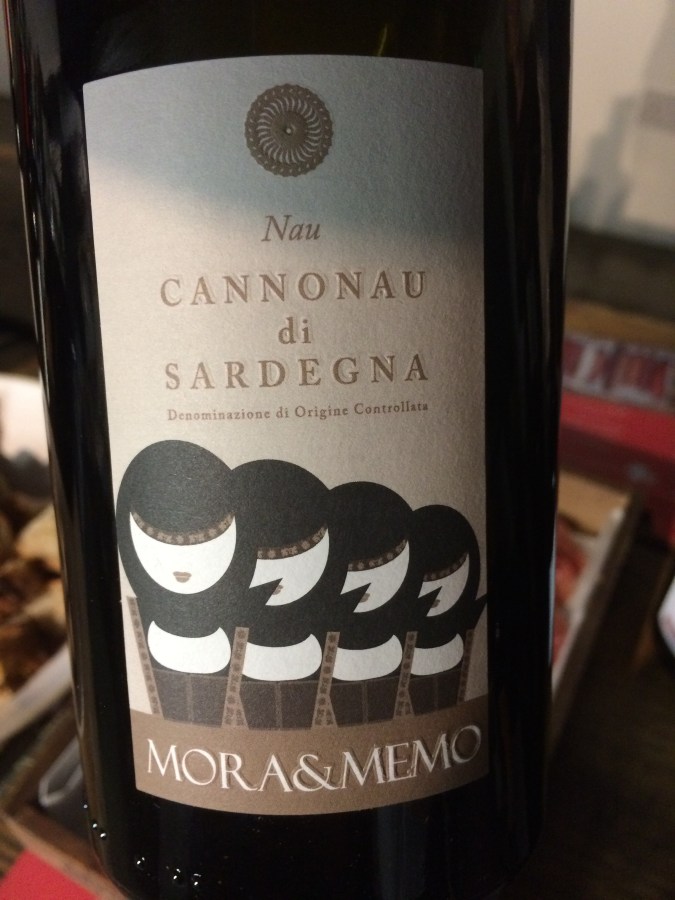 Nau
CANNONAU
di
SARDEGNA
Denominazione di Origine Controllata
MORA&MEMO